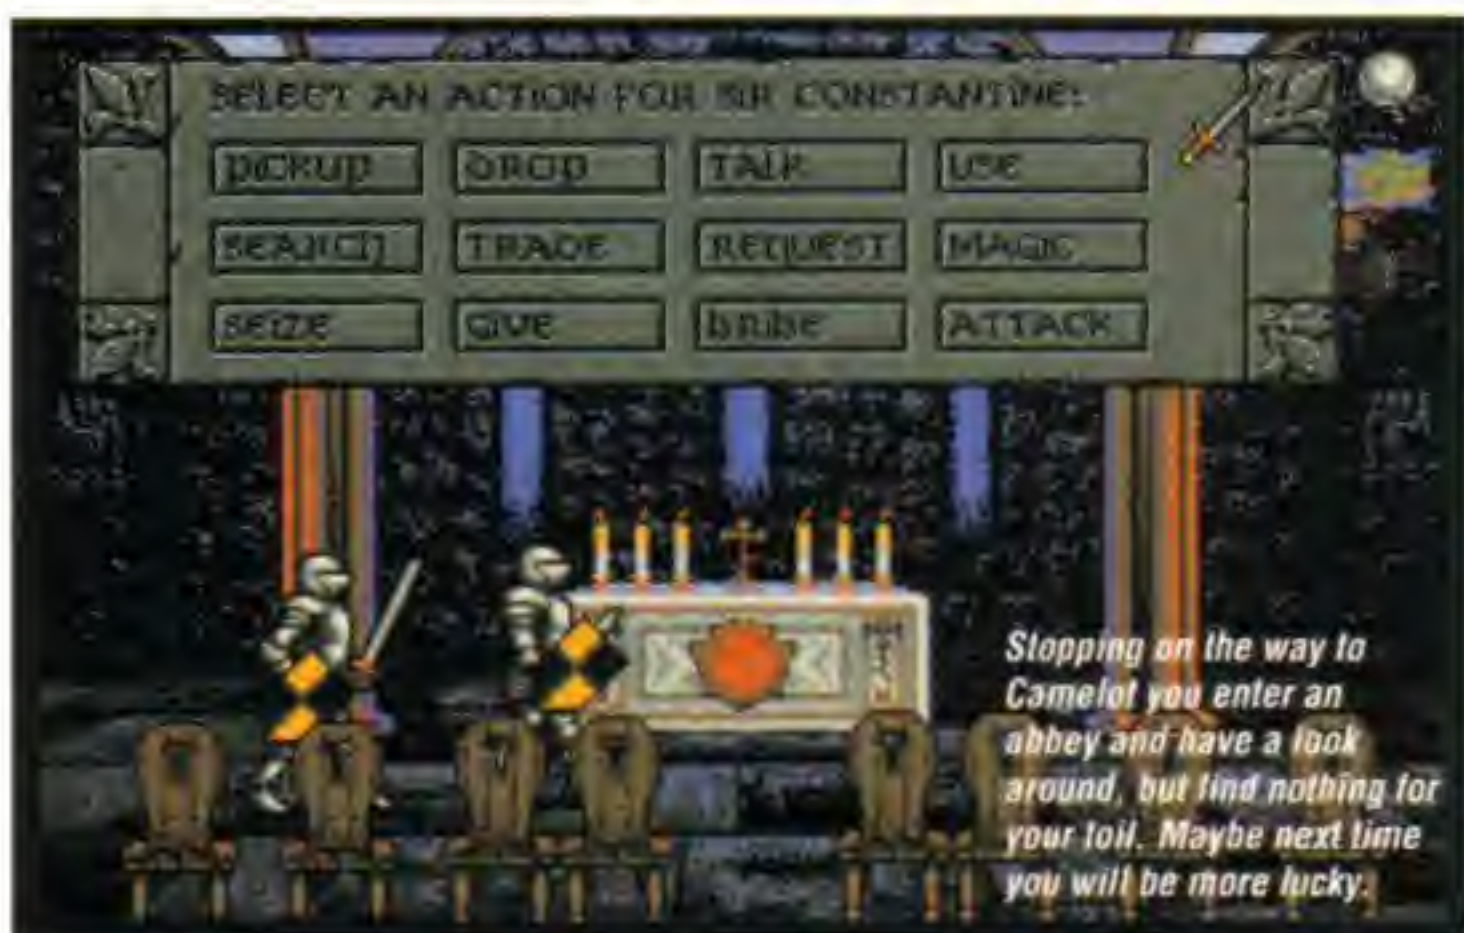 SELECT AN ACTION FOR SIR CONSTANTINE:
PICKUP DROP TALK USE
SEARCH TRADE REQUEST MAGIC
SEIZE GIVE BRIBE ATTACK
Stopping on the way to
Camelot you enter an
abbey and have a look
around, but find nothing for
your toil. Maybe next time
you will be more lucky.